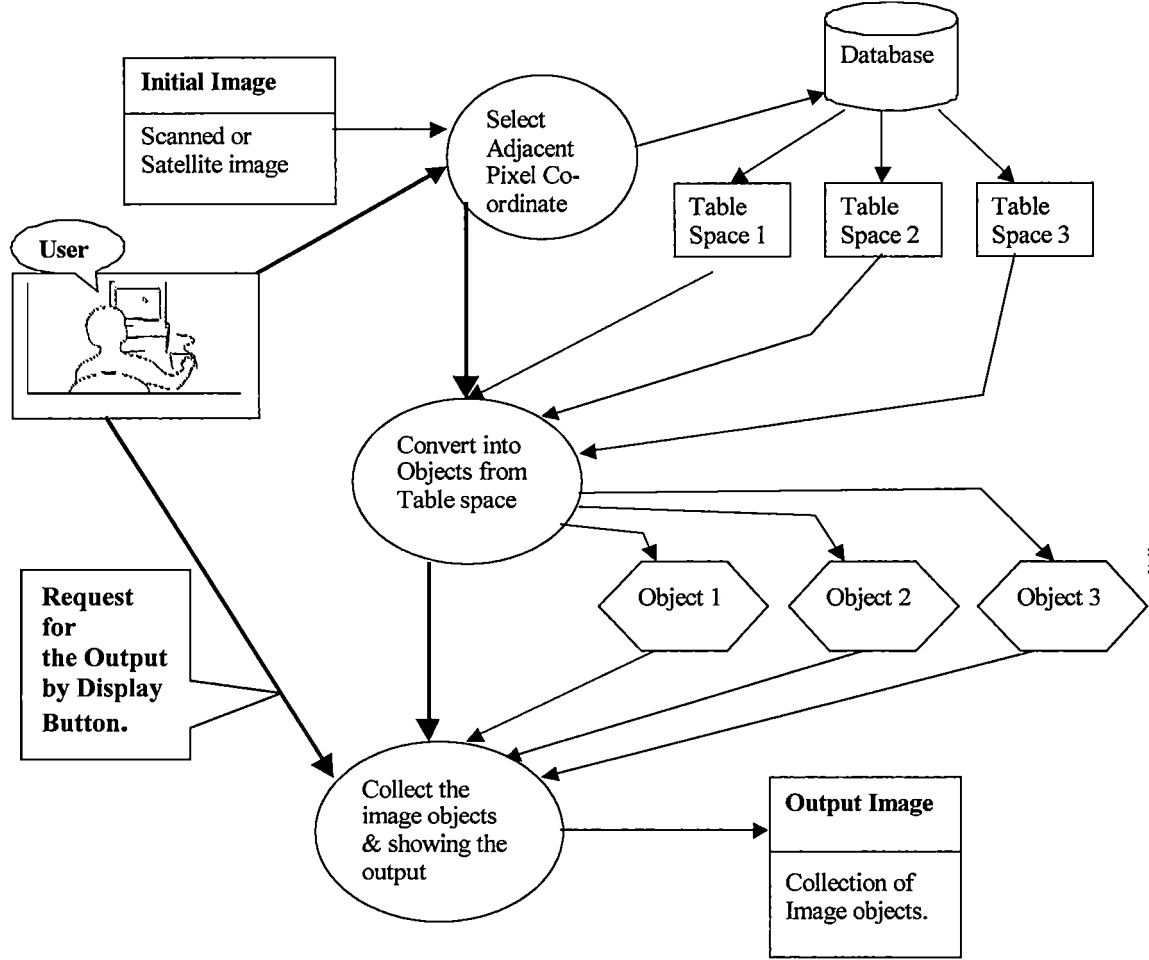 Database
Initial Image
Scanned or
Satellite image
Select
Adjacent
Pixel Co-
ordinate
Table
Space 1
Table
Space 2
Table
Space 3
User
Convert into
Objects from
Table space
Object 1
Object 2
Object 3
Request
for
the Output
by Display
Button.
Collect the
image objects
& showing the
output
Output Image
Collection of
Image objects.